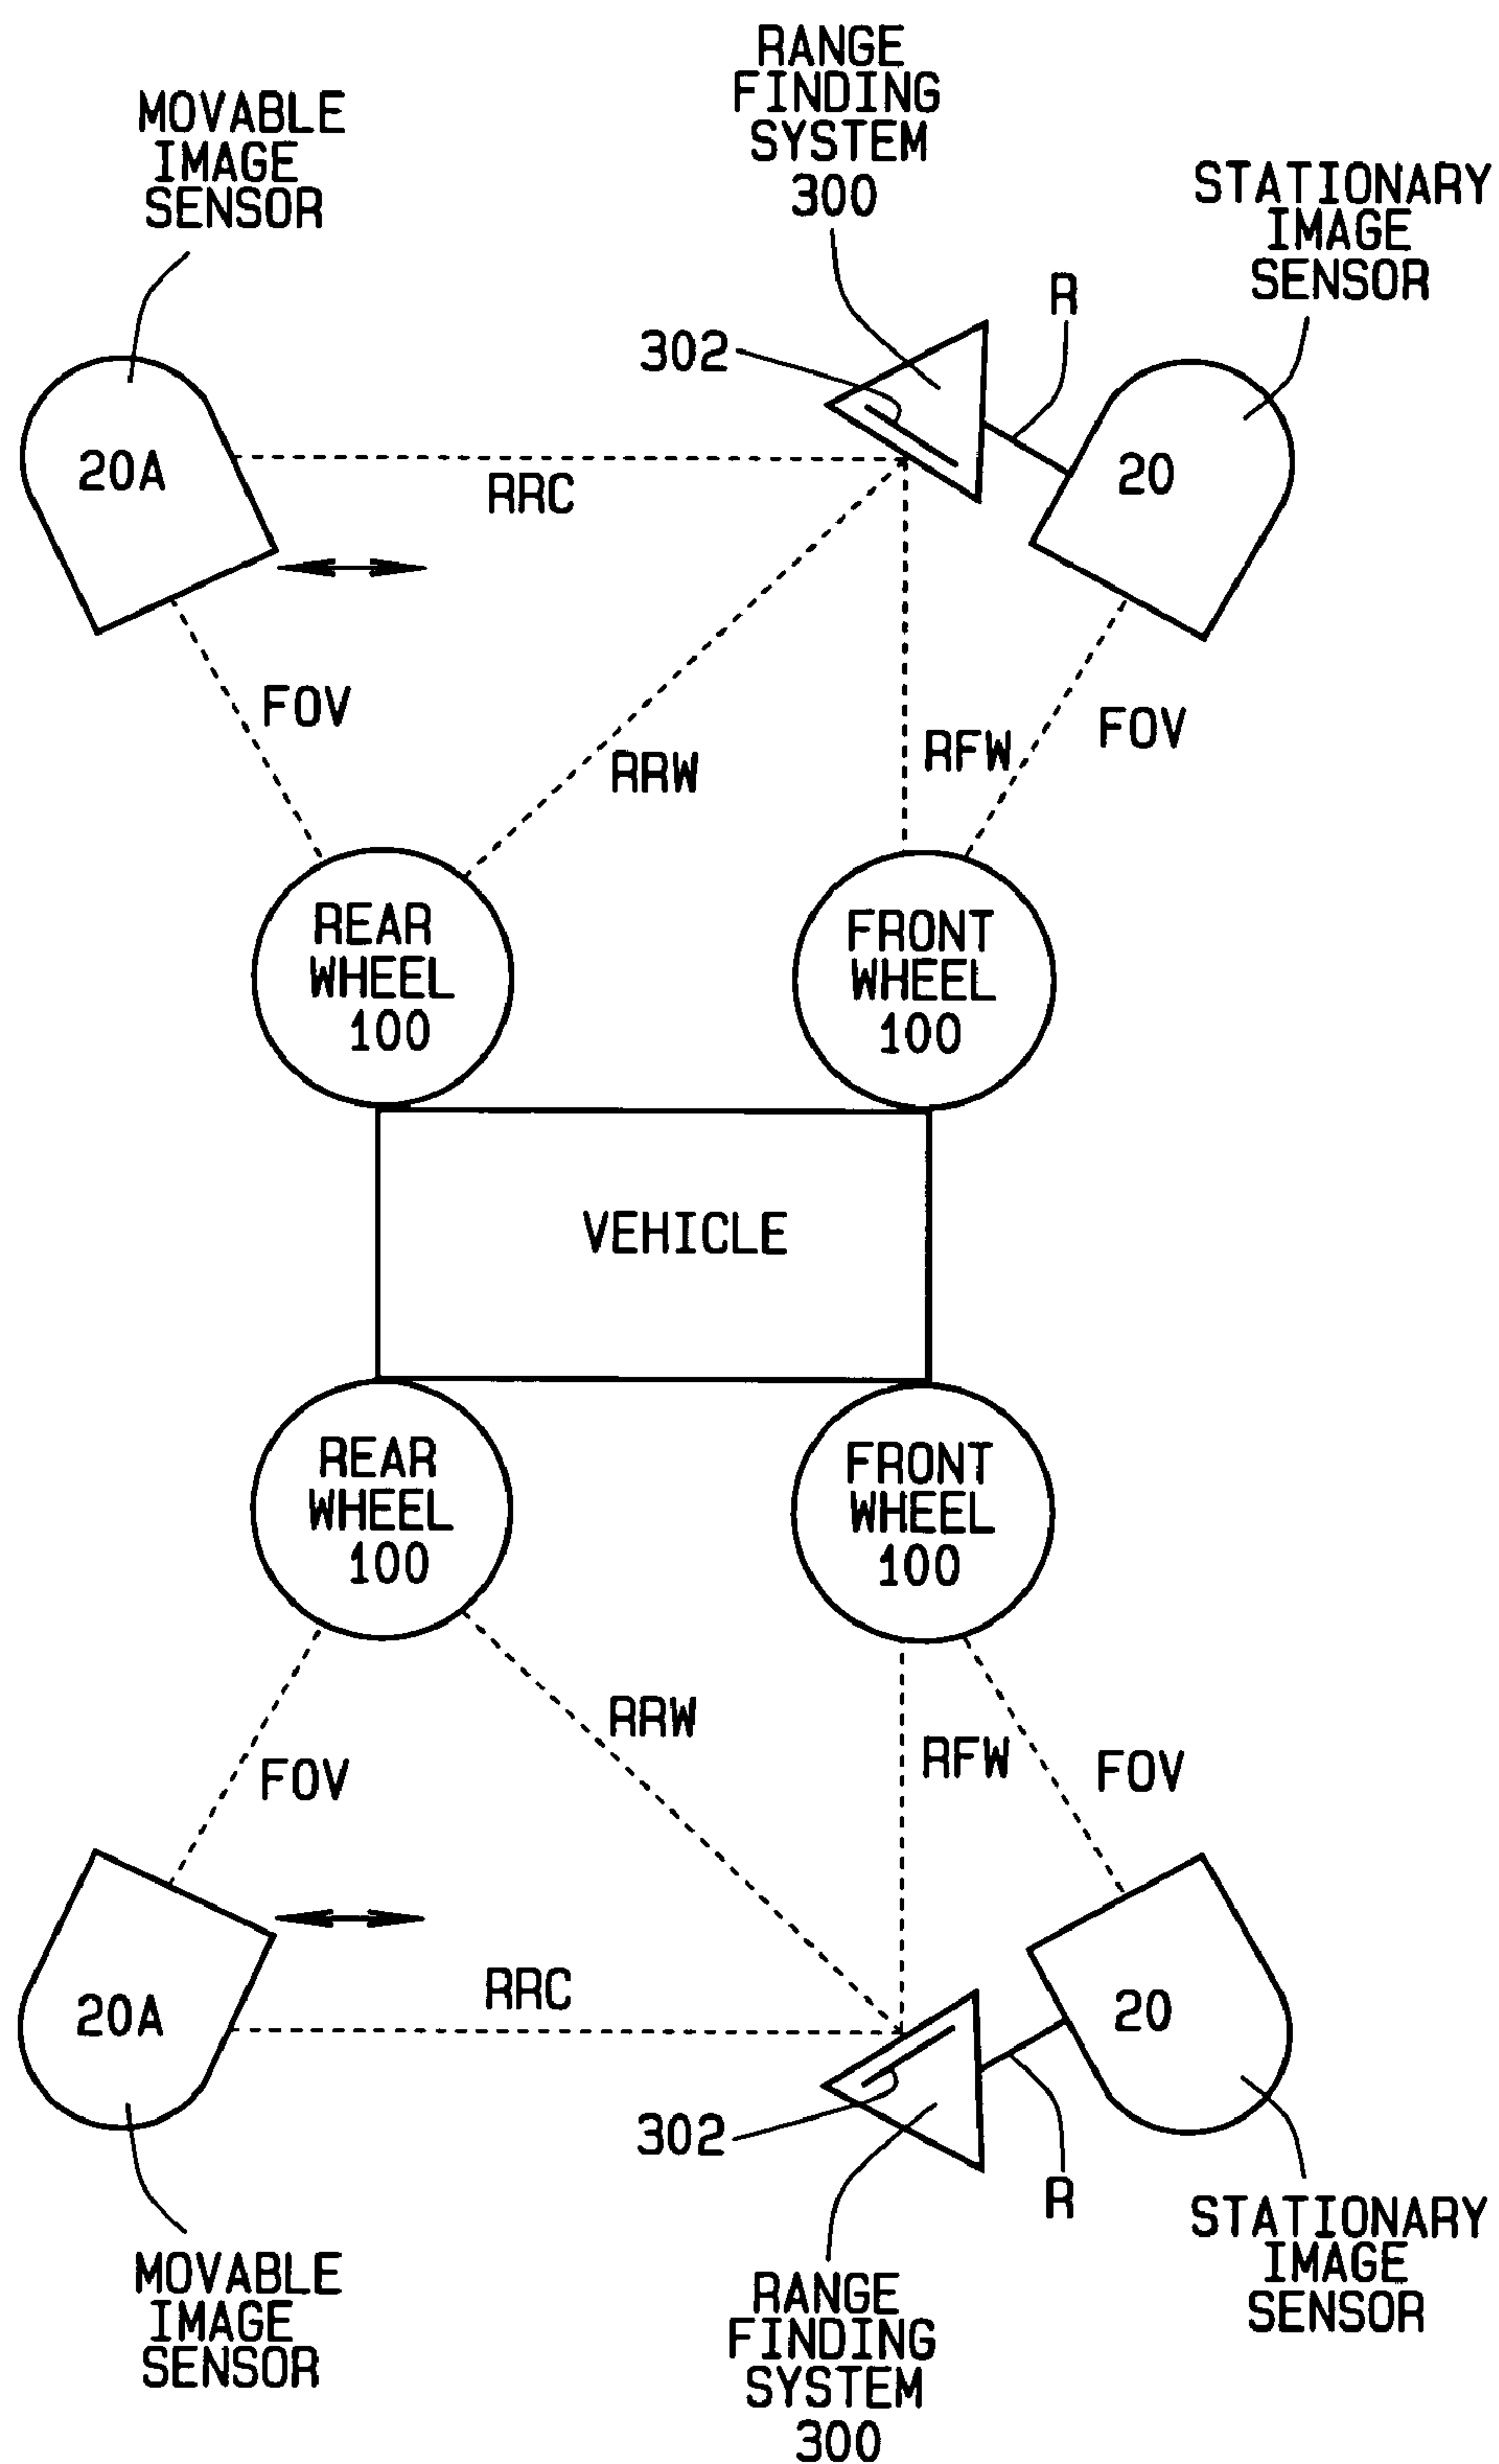 RANGE
FINDING
SYSTEM
300
MOVABLE
IMAGE
SENSOR
STATIONARY
IMAGE
SENSOR
R
302
20A
20
RRC
FOV
RRW
RFW
FOV
REAR
WHEEL
100
FRONT
WHEEL
100
VEHICLE
REAR
WHEEL
100
FRONT
WHEEL
100
RRW
RFW
FOV
FOV
RRC
20A
20
302
R
MOVABLE
IMAGE
SENSOR
RANGE
FINDING
SYSTEM
300
STATIONARY
IMAGE
SENSOR